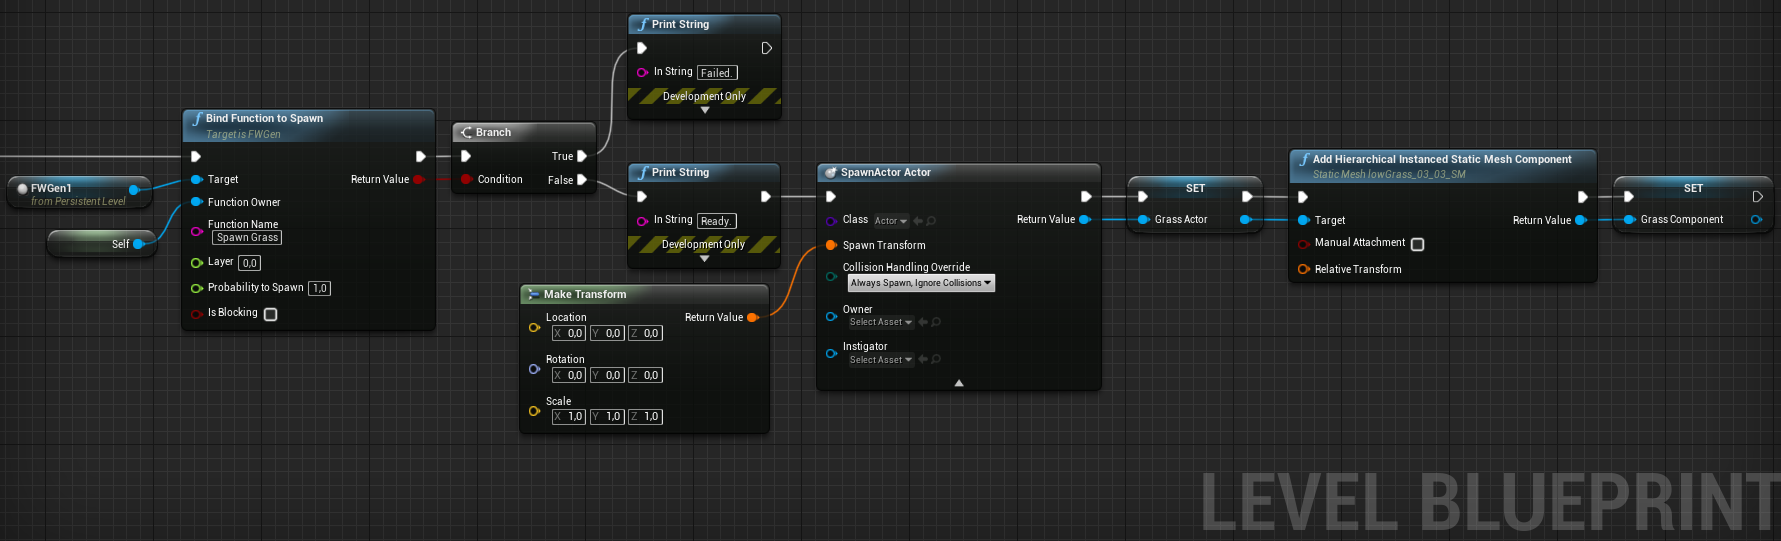 Print String
In String Failed.
Development Only
Bind Function to Spawn
Target is FWGen
Target
Return Value
Function Owner
Function Name
Spawn Grass
Layer 0,0
Probability to Spawn 1,0
Is Blocking
FWGen1
from Persistent Level
Self
Branch
True
Condition
False
Print String
In String Ready.
Development Only
Make Transform
Location
Return Value
X 0,0 Y 0,0 Z 0,0
Rotation
X 0,0 Y 0,0 Z 0,0
Scale
X 1,0 Y 1,0 Z 1,0
SpawnActor Actor
Class Actor
Return Value
Spawn Transform
Collision Handling Override
Always Spawn, Ignore Collisions
Owner
Select Asset
Instigator
Select Asset
SET
Grass Actor
Add Hierarchical Instanced Static Mesh Component
Static Mesh lowGrass_03_03_SM
Target
Return Value
Manual Attachment
Relative Transform
SET
Grass Component
LEVEL BLUEPRINT